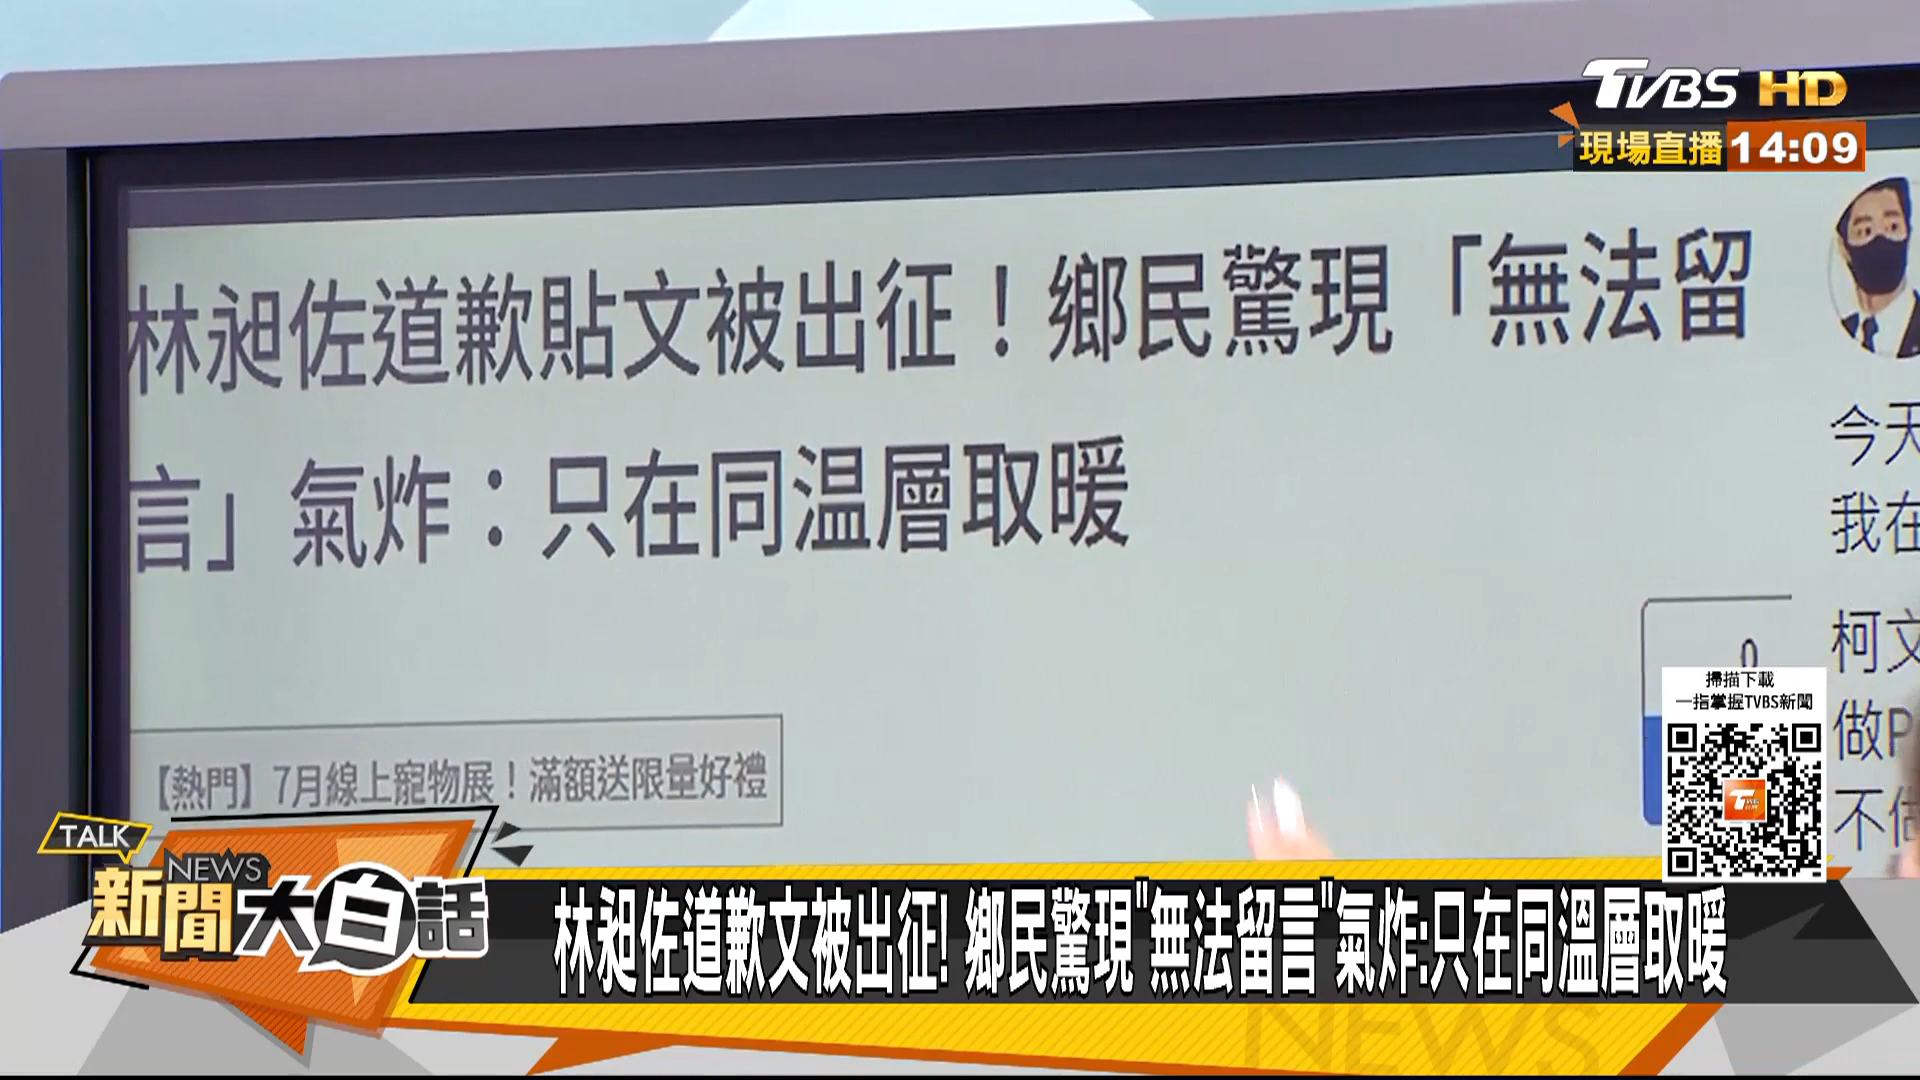 TVBS HD
現場直播 14:09
林昶佐道歉貼文被出征！鄉民驚現「無法留
言」氣炸：只在同温層取暖
今天
我在
0
柯文
做P
不
掃描下載
一指掌握TVBS新聞
【熱門】7月線上寵物展！滿額送限量好禮
TALK
NEWS
新聞大白話
林昶佐道歉文被出征! 鄉民驚現"無法留言"氣炸:只在同溫層取暖
NEWS